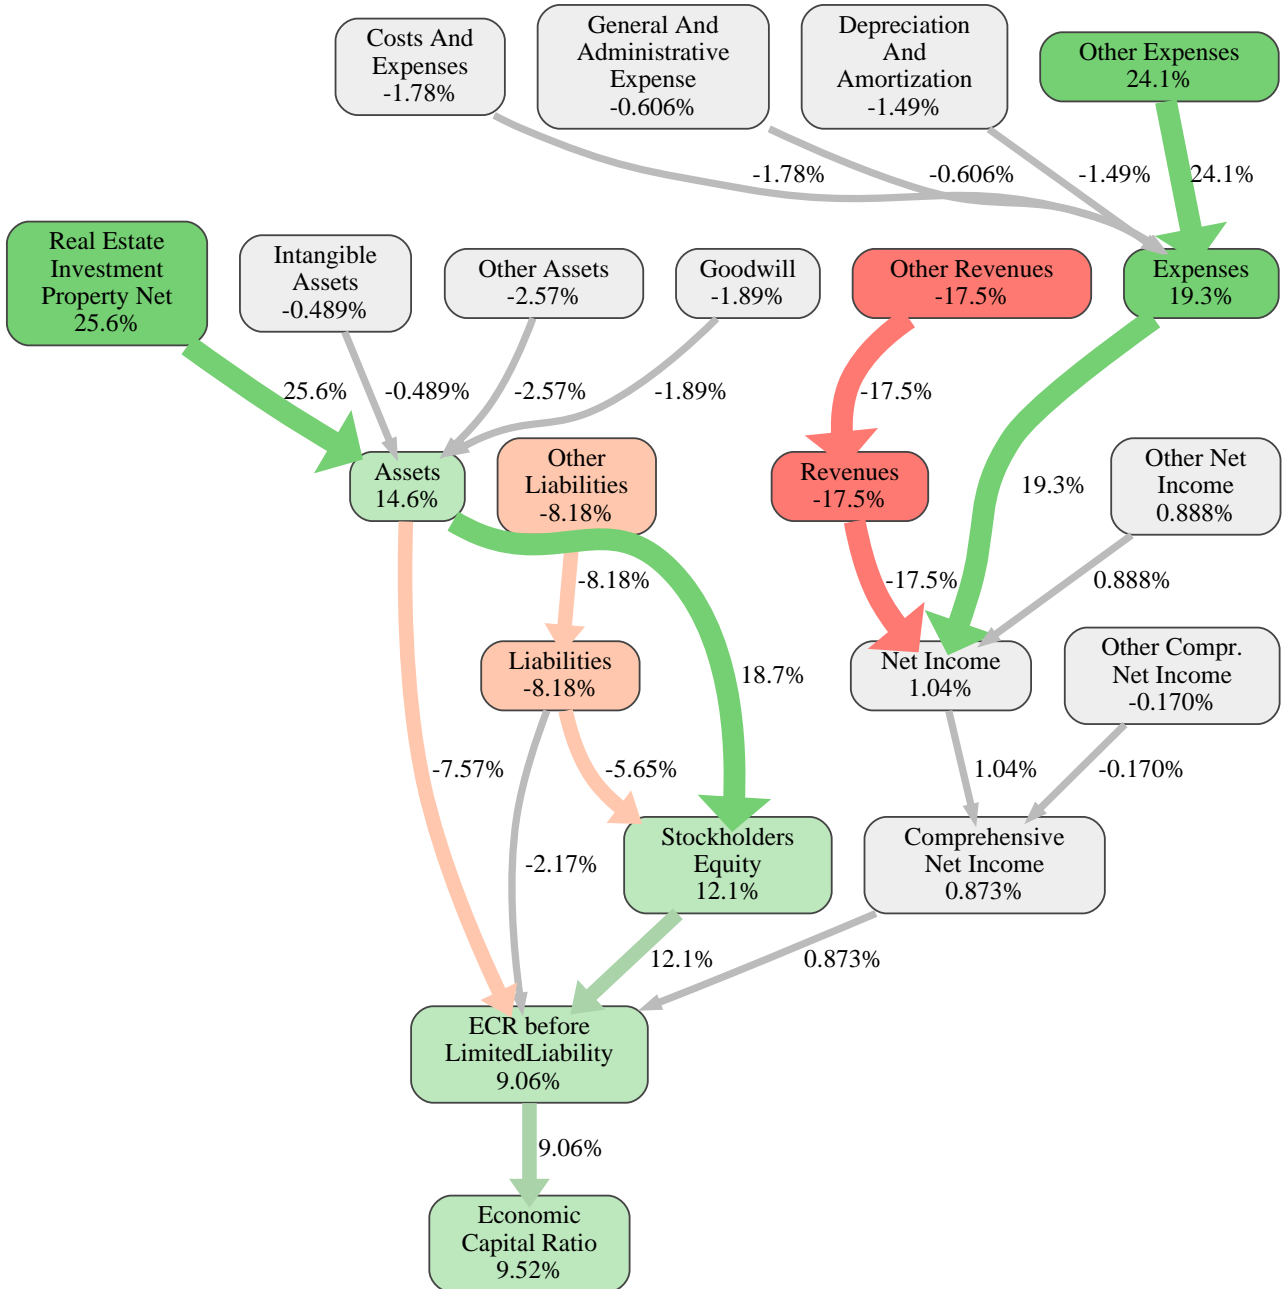 Costs And
Expenses
-1.78%
General And
Administrative
Expense
-0.606%
Depreciation
And
Amortization
-1.49%
Other Expenses
24.1%
-1.78%
-0.606%
-1.49%
24.1%
Real Estate
Investment
Property Net
25.6%
Intangible
Assets
-0.489%
Other Assets
-2.57%
Goodwill
-1.89%
Other Revenues
-17.5%
Expenses
19.3%
25.6%
-0.489%
-2.57%
-1.89%
-17.5%
19.3%
Assets
14.6%
Other
Liabilities
-8.18%
Revenues
-17.5%
Other Net
Income
0.888%
-8.18%
-17.5%
0.888%
Liabilities
-8.18%
18.7%
Net Income
1.04%
Other Compr.
Net Income
-0.170%
-7.57%
-5.65%
1.04%
-0.170%
-2.17%
Stockholders
Equity
12.1%
Comprehensive
Net Income
0.873%
12.1%
0.873%
ECR before
LimitedLiability
9.06%
9.06%
Economic
Capital Ratio
9.52%